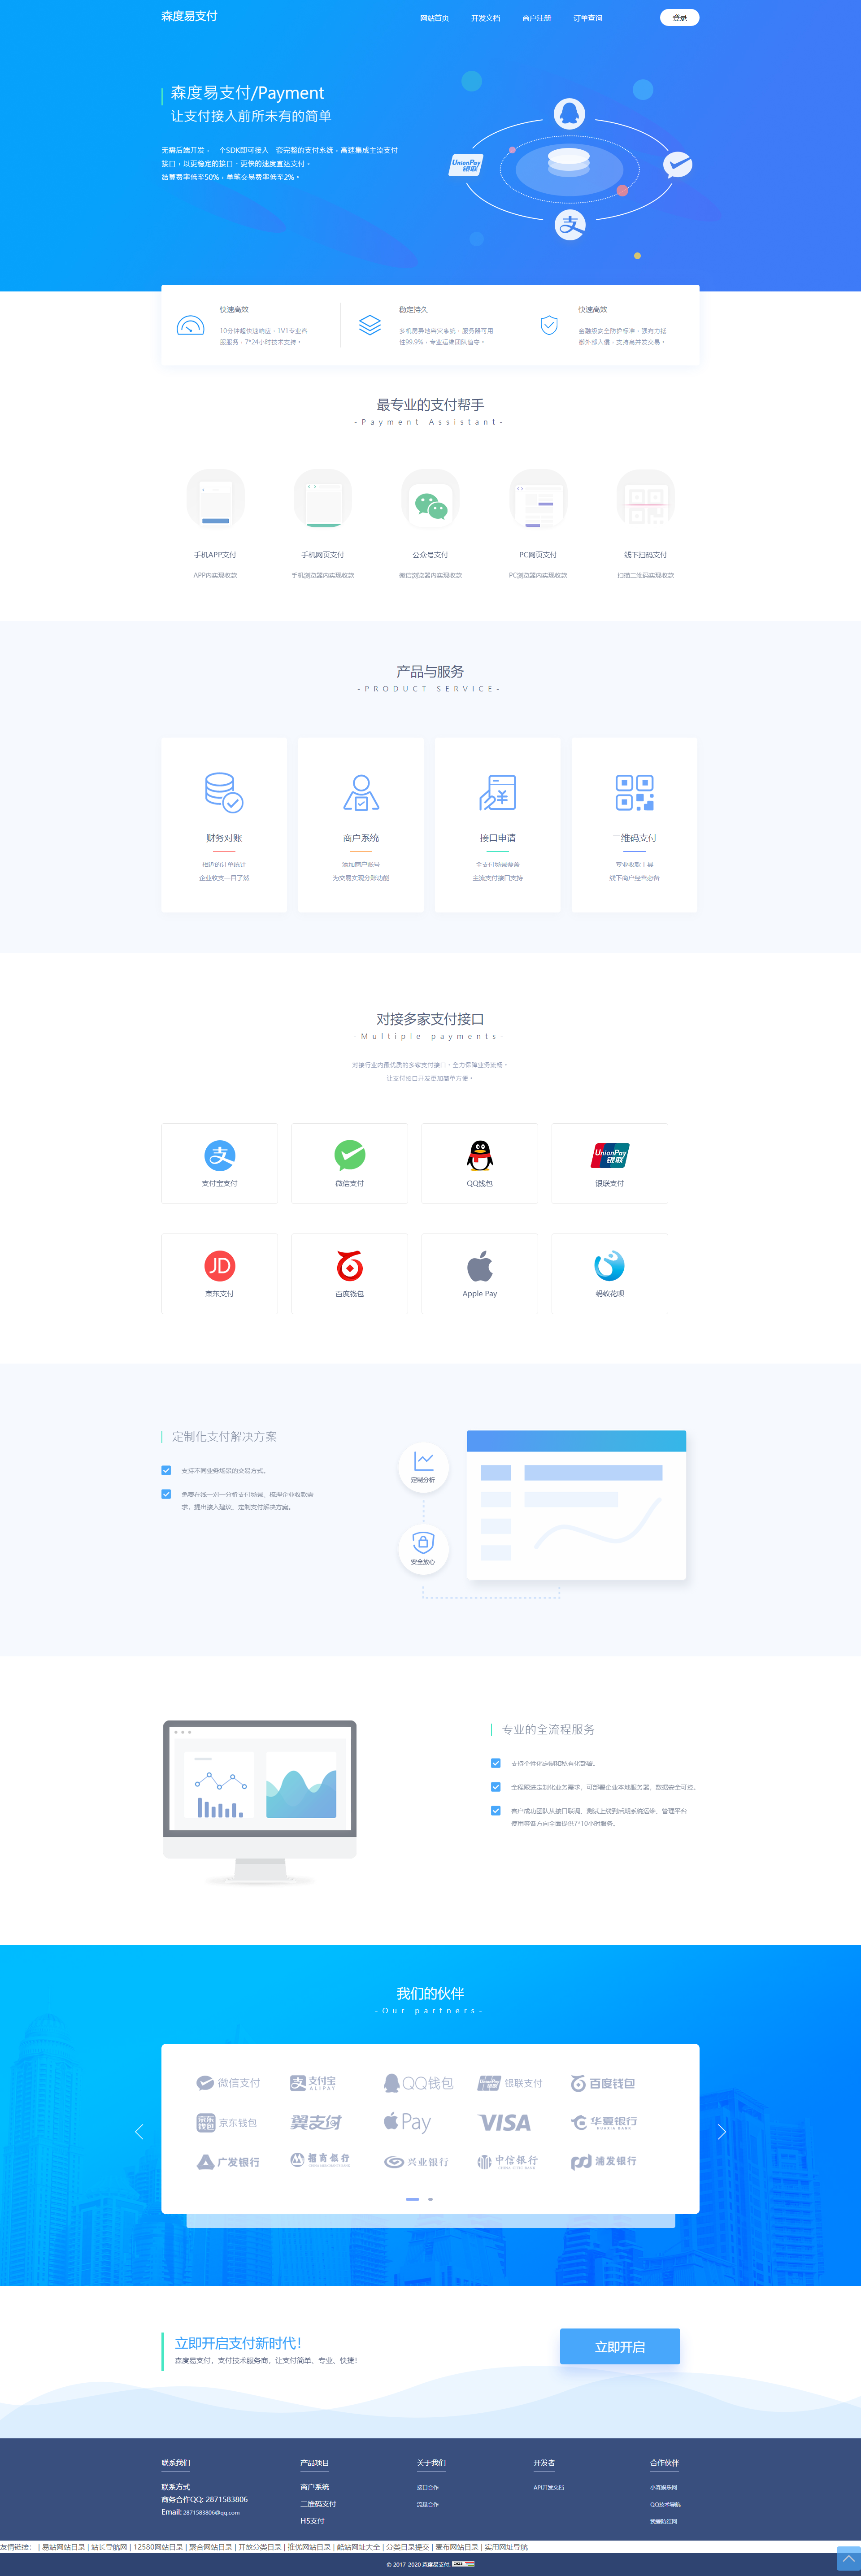 森度易支付
网站首页 开发文档 商户注册 订单查询 登录
森度易支付/Payment
让支付接入前所未有的简单
无需后端开发，一个SDK即可接入一套完整的支付系统，高速集成主流支付
接口，以更稳定的接口、更快的速度直达支付。
结算费率低至50%，单笔交易费率低至2%。
UnionPay
银联
快速高效
10分钟超快速响应，1V1专业客
服服务，7*24小时技术支持。
稳定持久
多机房异地容灾系统，服务器可用
性99.9%，专业运维团队值守。
快速高效
金融级安全防护标准，强有力抵
御外部入侵，支持高并发交易。
最专业的支付帮手
-Payment Assistant-
手机APP支付
APP内实现收款
手机网页支付
手机浏览器内实现收款
公众号支付
微信浏览器内实现收款
PC网页支付
PC浏览器内实现收款
线下扫码支付
扫描二维码实现收款
产品与服务
-PRODUCT SERVICE-
财务对账
相近的订单统计
企业收支一目了然
商户系统
添加商户账号
为交易实现分账功能
接口申请
全支付场景覆盖
主流支付接口支持
二维码支付
专业收款工具
线下商户经营必备
对接多家支付接口
-Multiple payments-
对接行业内最优质的多家支付接口，全力保障业务流畅。
让支付接口开发更加简单方便。
支付宝支付
微信支付
QQ钱包
UnionPay
银联
银联支付
JD
京东支付
百度钱包
Apple Pay
蚂蚁花呗
定制化支付解决方案
支持不同业务场景的交易方式。
免费在线一对一分析支付场景、梳理企业收款需
求、提出接入建议、定制支付解决方案。
定制分析
安全放心
专业的全流程服务
支持个性化定制和私有化部署。
全程跟进定制化业务需求，可部署企业本地服务器，数据安全可控。
客户成功团队从接口联调、测试上线到后期系统运维、管理平台
使用等各方向全面提供7*10小时服务。
我们的伙伴
-Our partners-
微信支付 支付宝 ALIPAY QQ钱包 UnionPay 银联 银联支付 百度钱包
京东钱包 京东钱包 翼支付 Pay VISA 华夏银行 HUAXIA BANK
广发银行 招商银行 兴业银行 中信银行 CHINA CITIC BANK 浦发银行
立即开启支付新时代！
森度易支付，支付技术服务商，让支付简单、专业、快捷！
立即开启
联系我们
联系方式
商务合作QQ: 2871583806
Email: 2871583806@qq.com
产品项目
商户系统
二维码支付
H5支付
关于我们
接口合作
流量合作
开发者
API开发文档
合作伙伴
小森娱乐网
QQ技术导航
我爱防红网
友情链接： | 易站网站目录 | 站长导航网 | 12580网站目录 | 聚合网站目录 | 开放分类目录 | 推优网站目录 | 酷站网址大全 | 分类目录提交 | 麦布网站目录 | 实用网址导航
© 2017-2020 森度易支付.